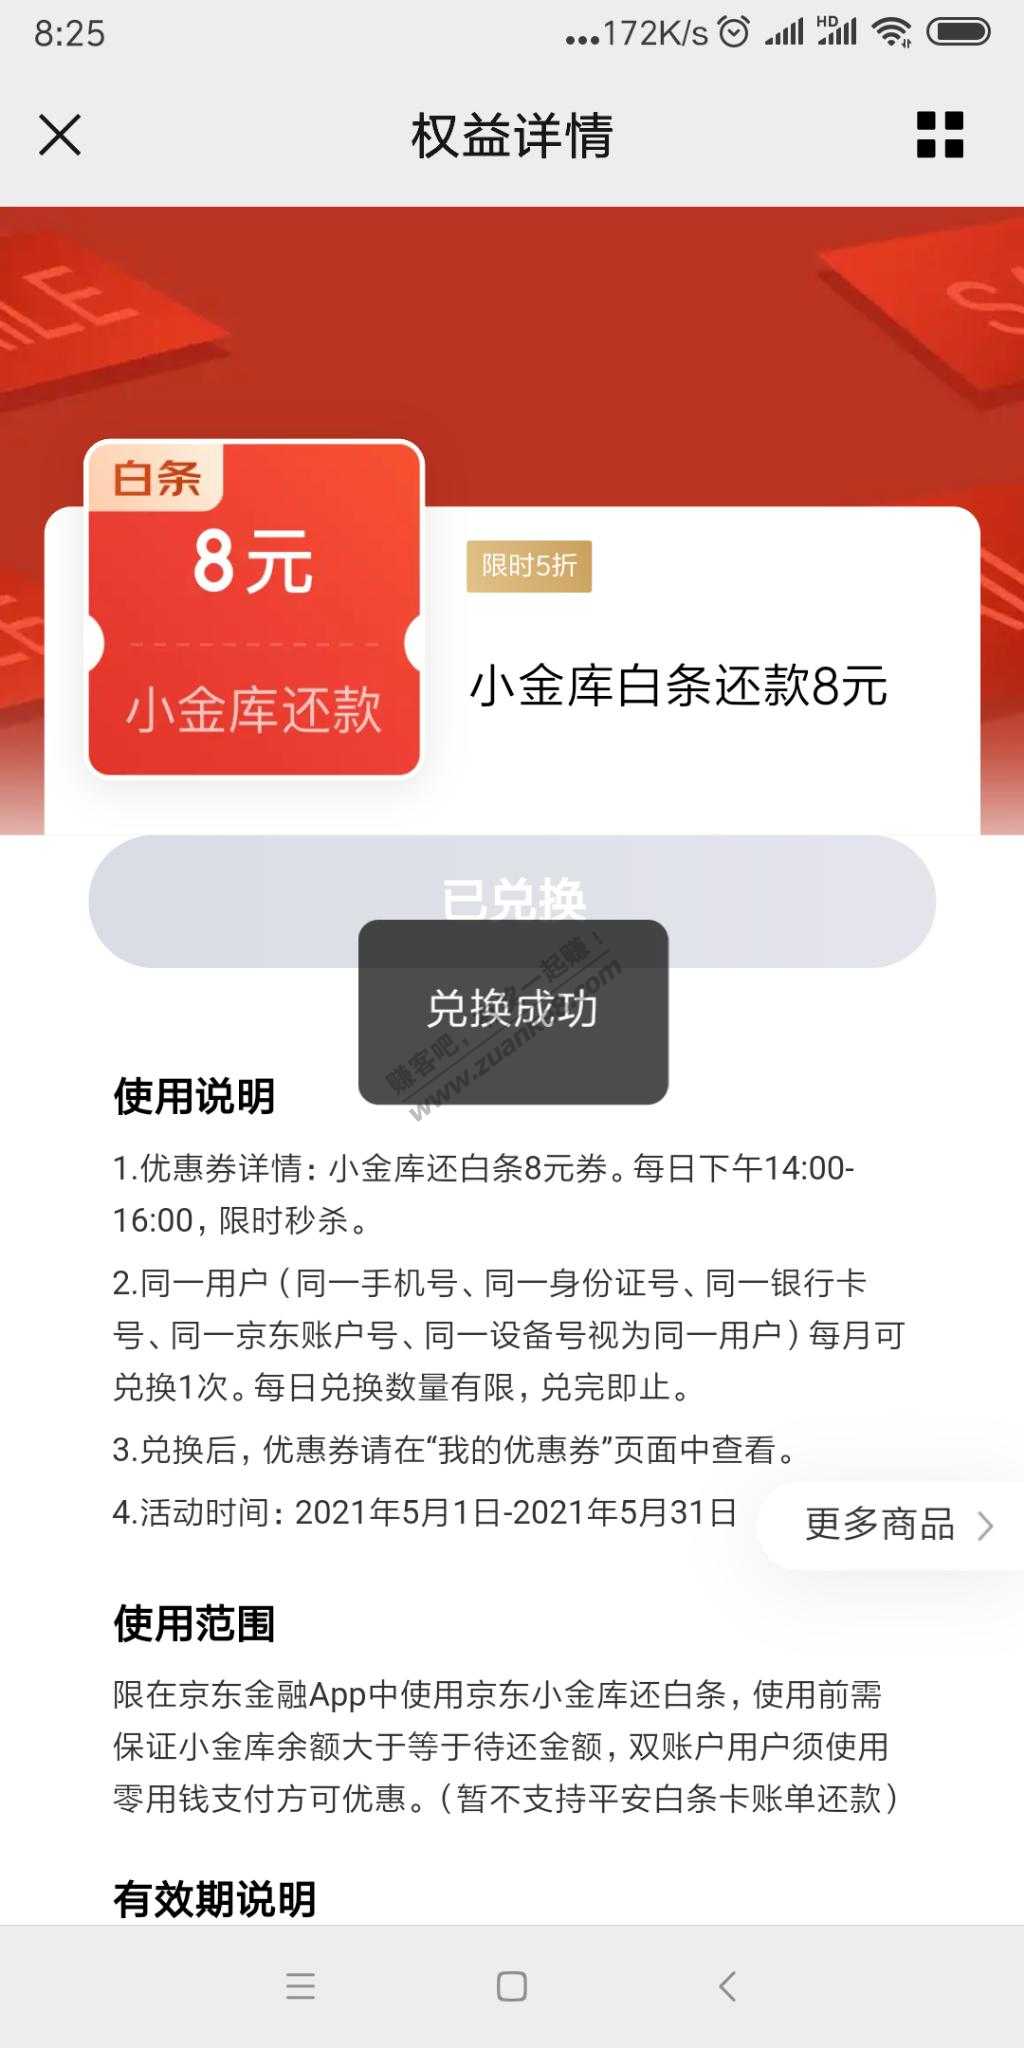 8:25
...172K/s
HD
权益详情
白条
8元
小金库还款
限时5折
小金库白条还款8元
已兑换
兑换成功
www.zuanke8.com
使用说明
1.优惠券详情：小金库还白条8元券。每日下午14:00-
16:00，限时秒杀。
2.同一用户（同一手机号、同一身份证号、同一银行卡
号、同一京东账户号、同一设备号视为同一用户）每月可
兑换1次。每日兑换数量有限，兑完即止。
3.兑换后，优惠券请在“我的优惠券”页面中查看。
4.活动时间：2021年5月1日-2021年5月31日
更多商品
使用范围
限在京东金融App中使用京东小金库还白条，使用前需
保证小金库余额大于等于待还金额，双账户用户须使用
零用钱支付方可优惠。（暂不支持平安白条卡账单还款）
有效期说明